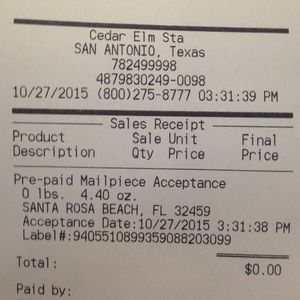 Cedar Elm Sta
SAN ANTONIO, Texas
782499998
4879830249-0098
10/27/2015 (800)275-8777 03:31:39 PM
Sales Receipt
Product Sale Unit Final
Description Qty Price Price
Pre-paid Mailpiece Acceptance
0 lbs. 4.40 oz.
SANTA ROSA BEACH, FL 32459
Acceptance Date:10/27/2015 3:31:38 PM
Label#:9405510899359088203099
Total: $0.00
Paid by: